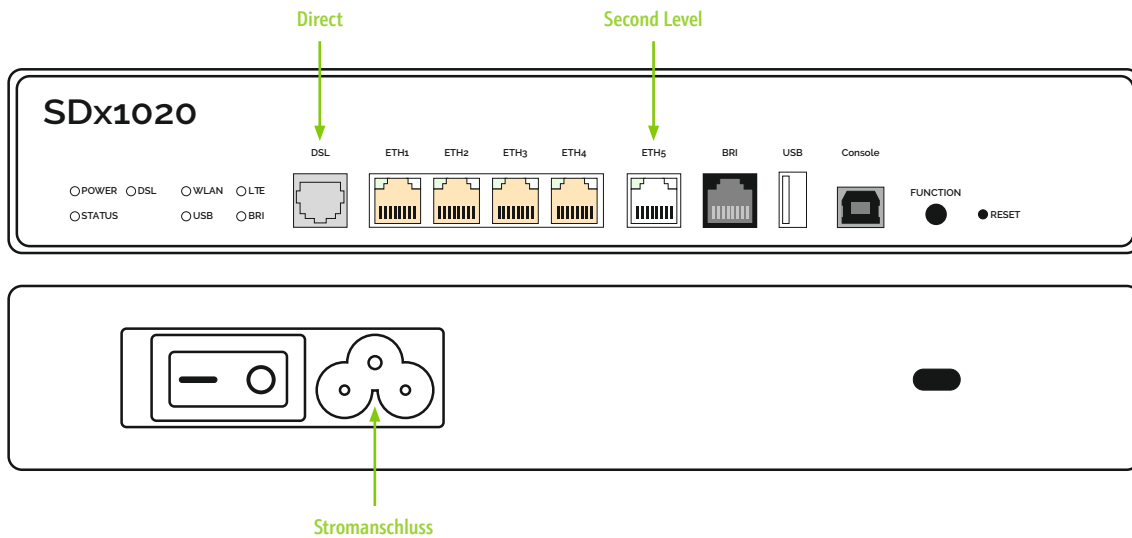 Direct
Second Level
SDx1020
DSL
ETH1
ETH2
ETH3
ETH4
ETH5
BRI
USB
Console
POWER
DSL
WLAN
LTE
FUNCTION
STATUS
USB
BRI
RESET
Stromanschluss